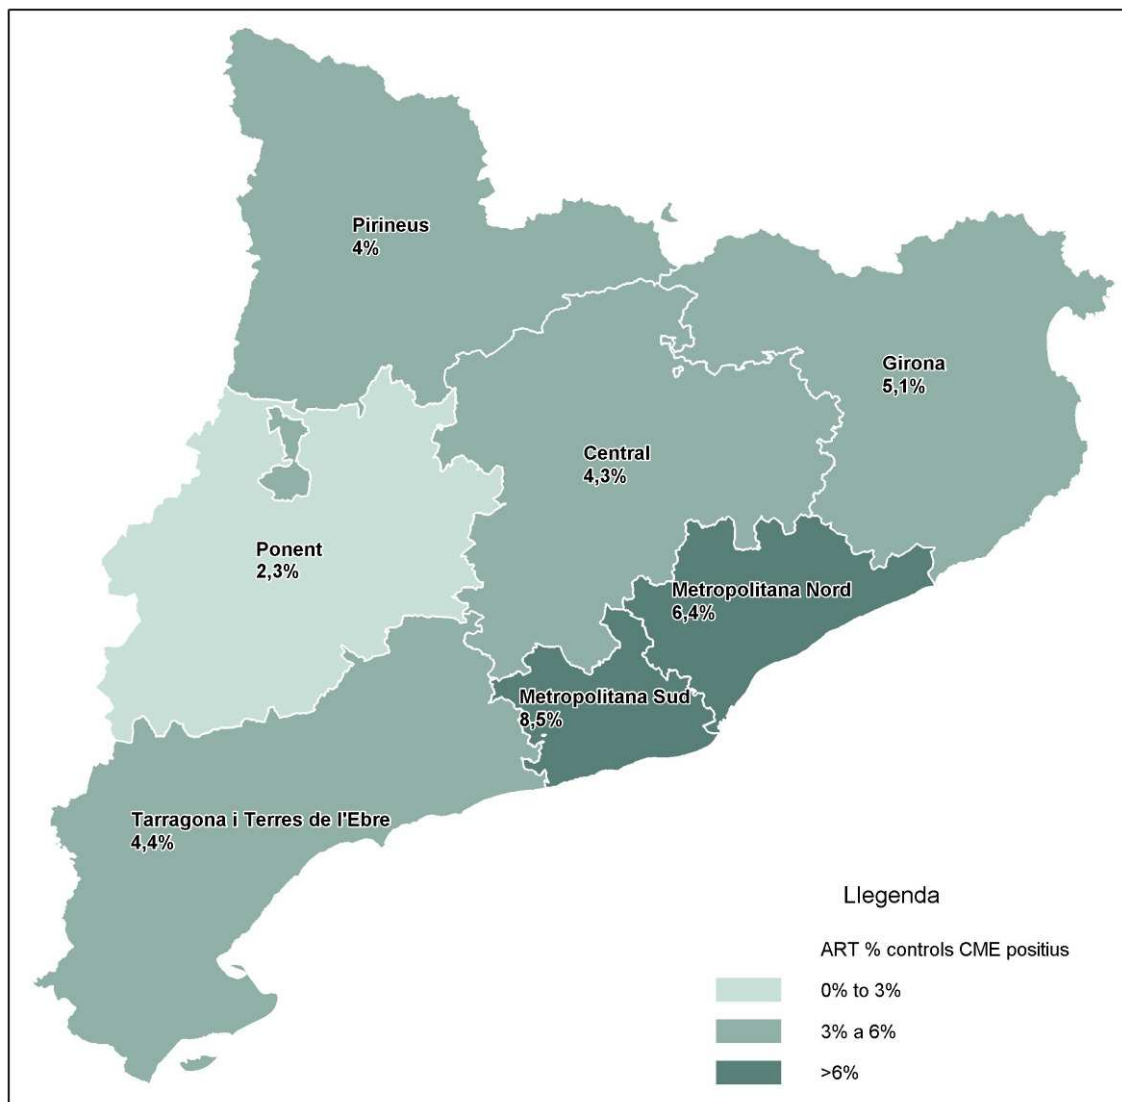 Pirineus
4%
Girona
5,1%
Central
4,3%
Ponent
2,3%
Metropolitana Nord
6,4%
Metropolitana Sud
8,5%
Tarragona i Terres de l'Ebre
4,4%
Llegenda
ART % controls CME positius
0% to 3%
3% a 6%
>6%